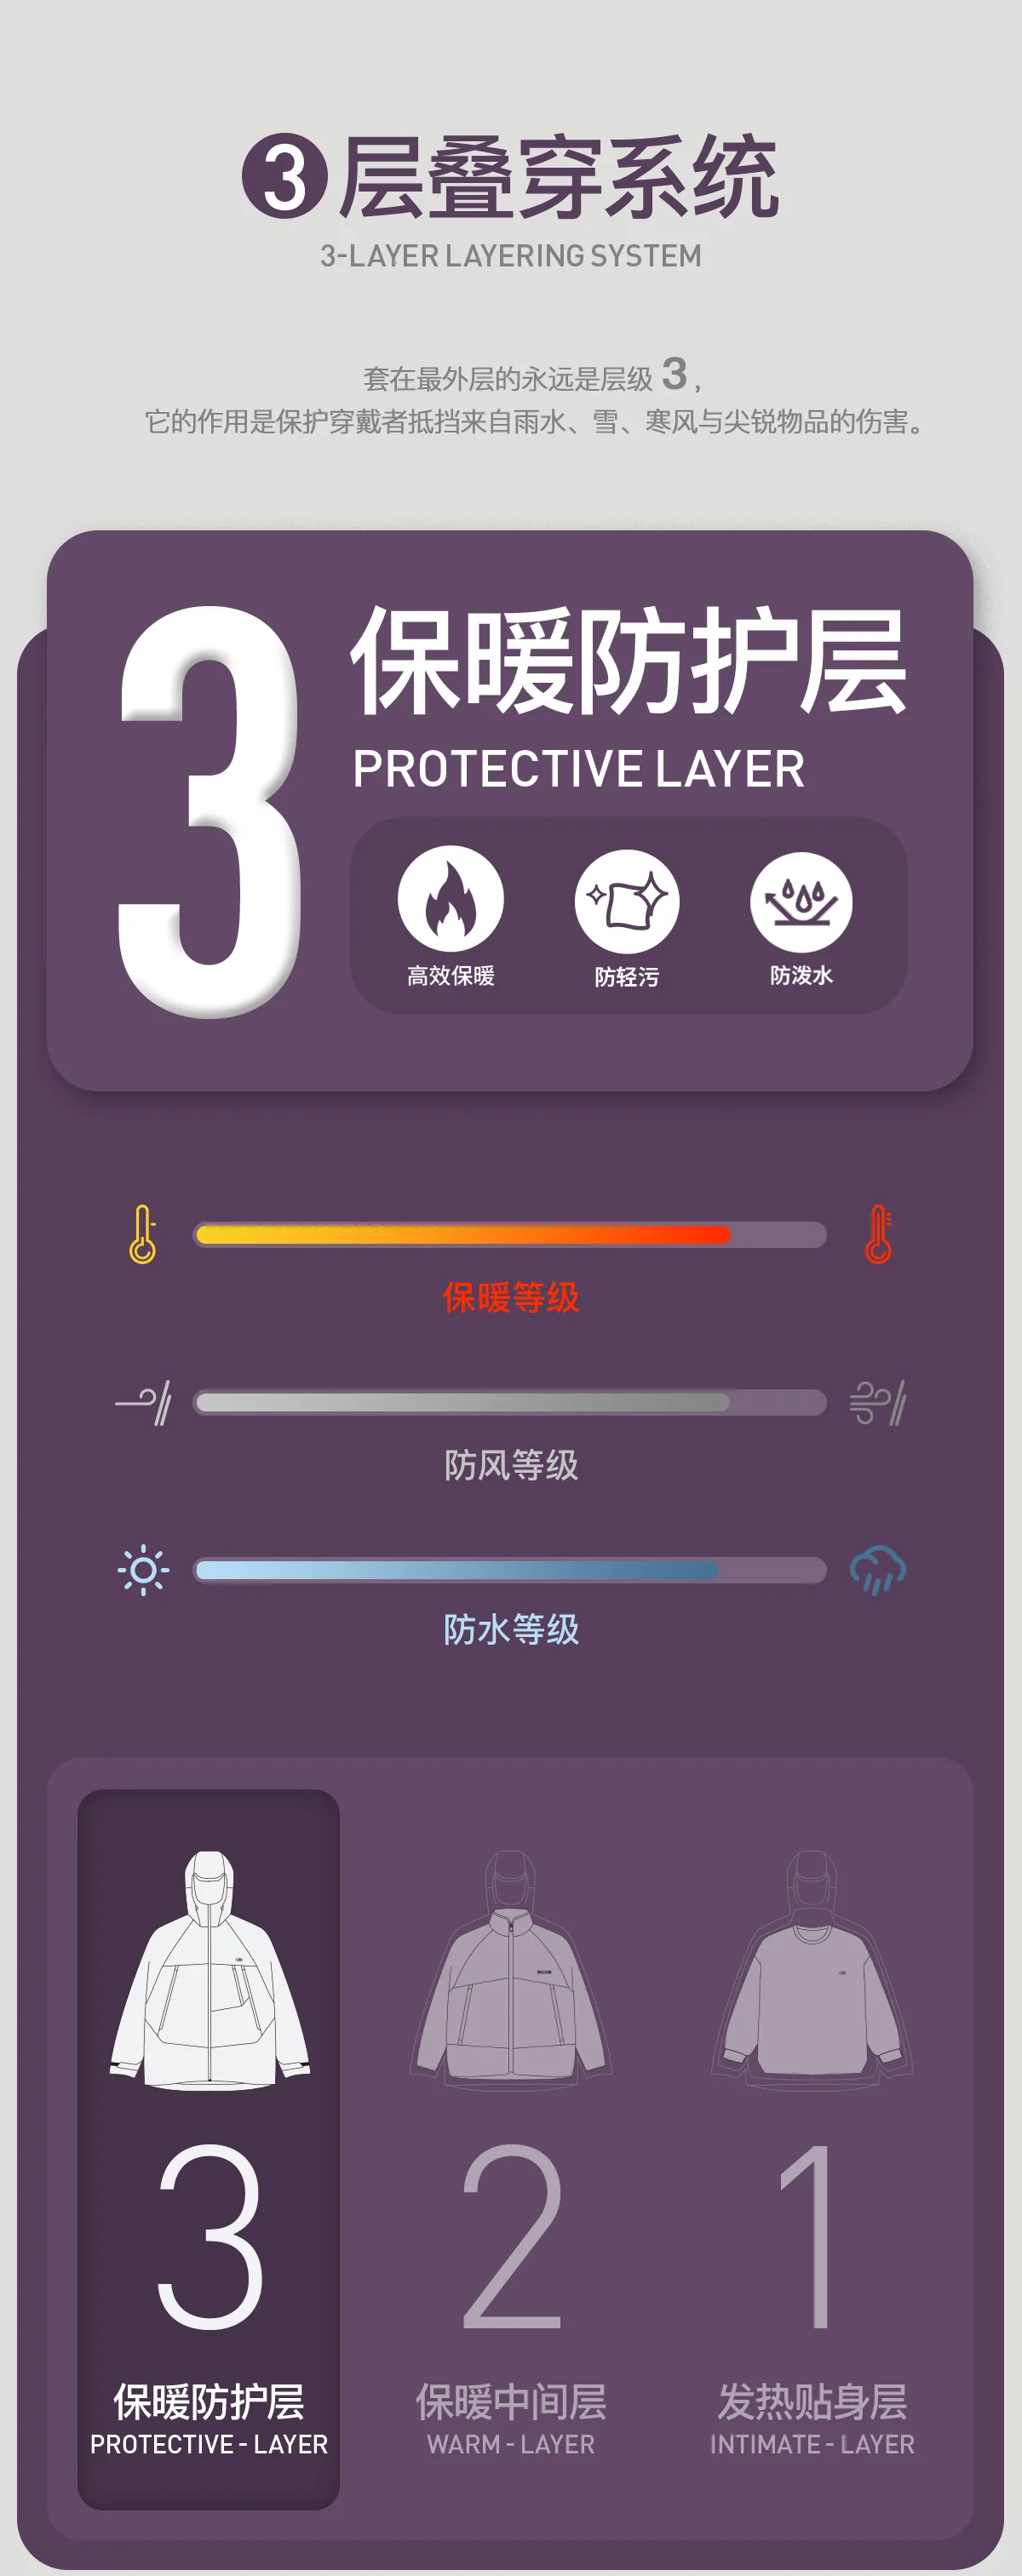 3层叠穿系统
3-LAYER LAYERING SYSTEM
套在最外层的永远是层级 3，
它的作用是保护穿戴者抵挡来自雨水、雪、寒风与尖锐物品的伤害。
3
保暖防护层
PROTECTIVE LAYER
高效保暖 防轻污 防泼水
保暖等级
防风等级
防水等级
3 2 1
保暖防护层 保暖中间层 发热贴身层
PROTECTIVE - LAYER WARM - LAYER INTIMATE - LAYER